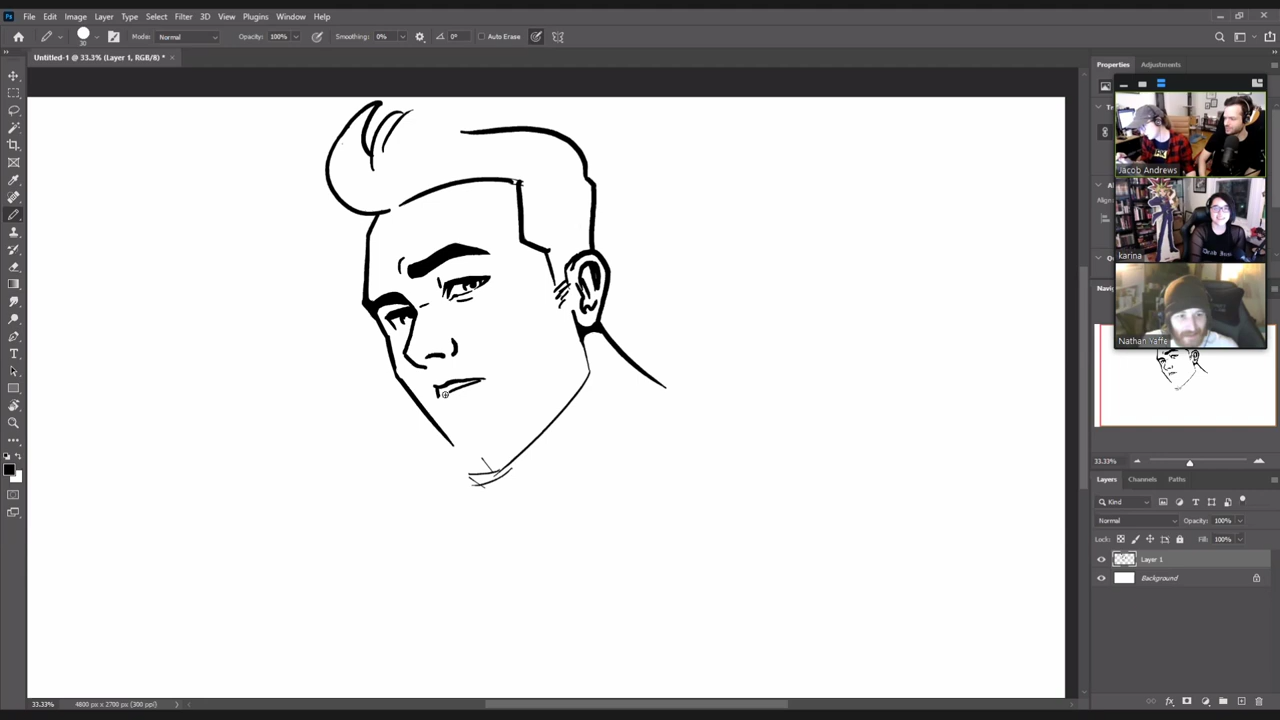 Ps File Edit Image Layer Type Select Filter 3D View Plugins Window Help
30 Mode: Normal Opacity: 100% Smoothing: 0% 0° Auto Erase
Untitled-1 @ 33.3% (Layer 1, RGB/8) * ×
Properties Adjustments
Jacob Andrews
karina
Nathan Yaffe
33.33%
Layers Channels Paths
Kind
Normal Opacity: 100%
Lock: Fill: 100%
Layer 1
Background
33.33% 4800 px x 2700 px (300 ppi)